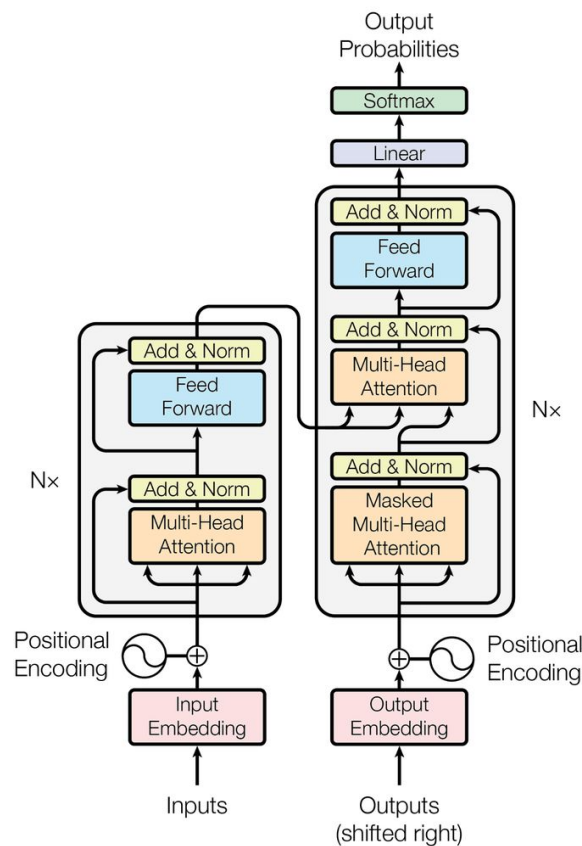 Output
Probabilities
Softmax
Linear
Add & Norm
Feed
Forward
Add & Norm
Multi-Head
Attention
Add & Norm
Masked
Multi-Head
Attention
N×
Add & Norm
Feed
Forward
Add & Norm
Multi-Head
Attention
N×
Positional
Encoding
Positional
Encoding
Input
Embedding
Output
Embedding
Inputs
Outputs
(shifted right)